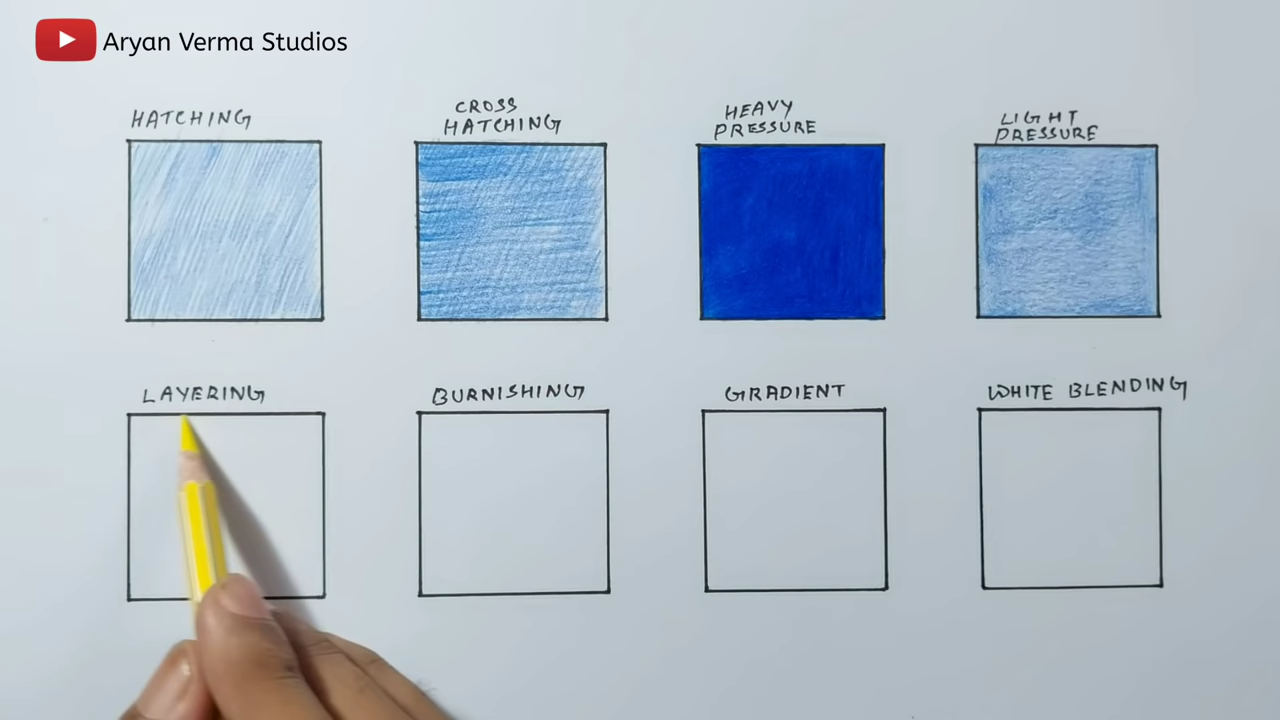 Aryan Verma Studios
HATCHING
CROSS
HATCHING
HEAVY
PRESSURE
LIGHT
PRESSURE
LAYERING
BURNISHING
GRADIENT
WHITE BLENDING